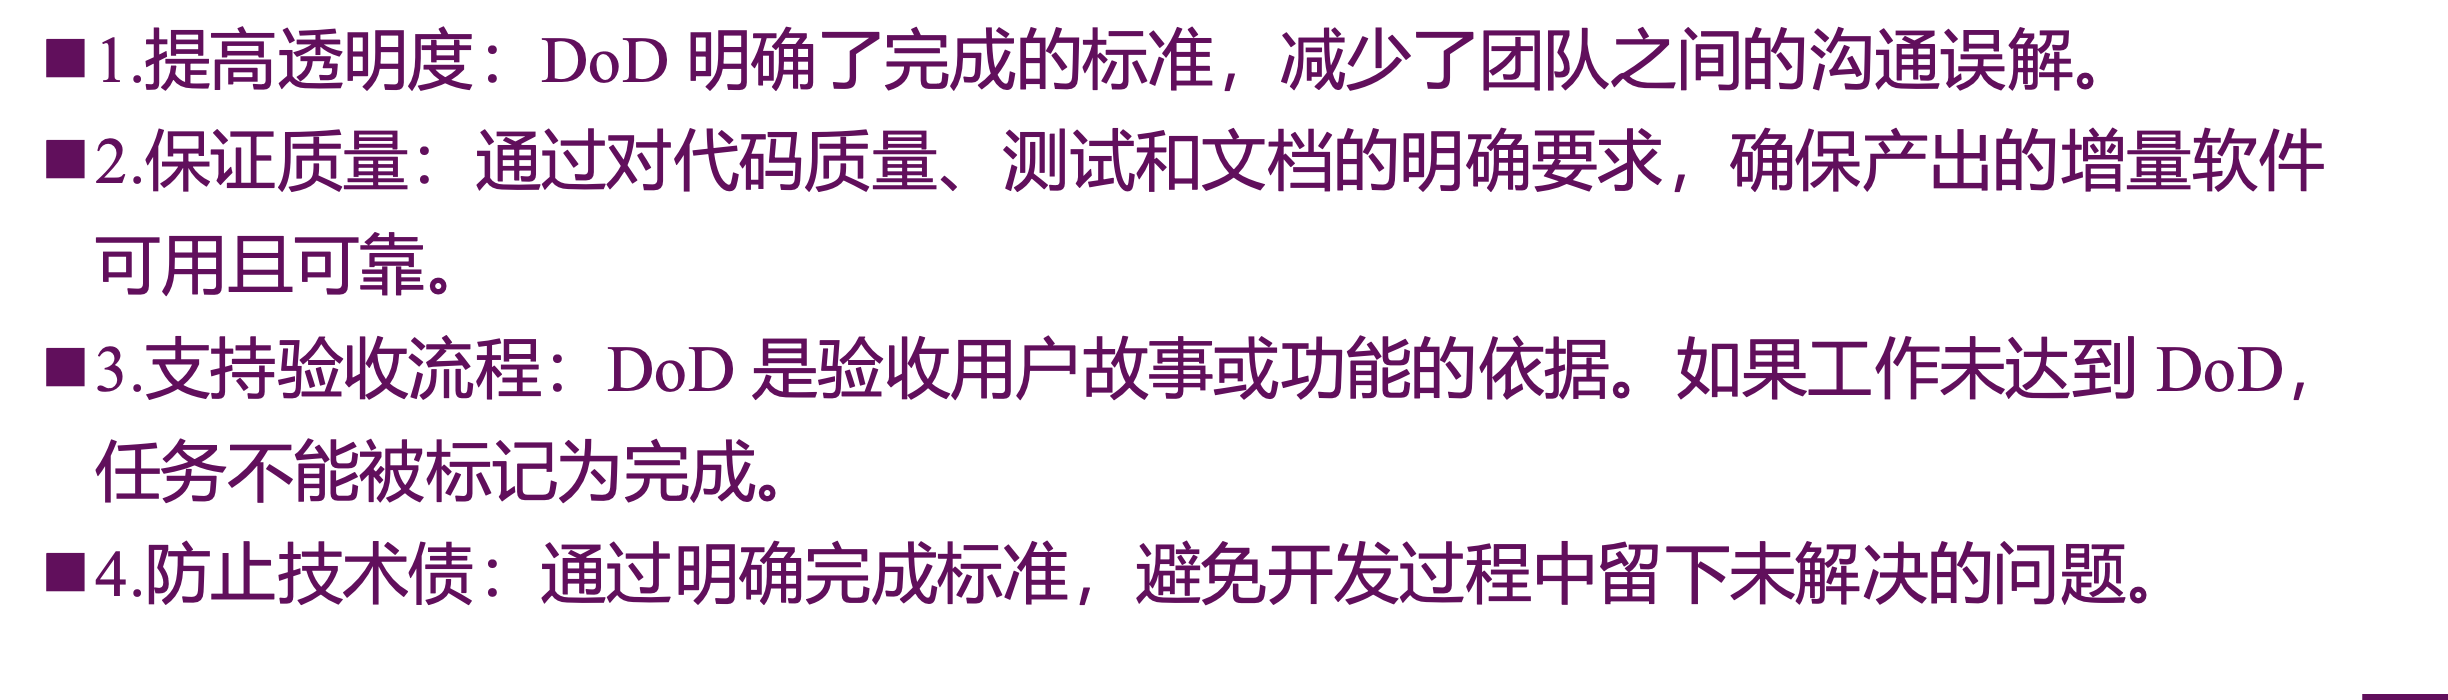 ■1.提高透明度：DoD 明确了完成的标准，减少了团队之间的沟通误解。
■2.保证质量：通过对代码质量、测试和文档的明确要求，确保产出的增量软件
可用且可靠。
■3.支持验收流程：DoD 是验收用户故事或功能的依据。如果工作未达到 DoD，
任务不能被标记为完成。
■4.防止技术债：通过明确完成标准，避免开发过程中留下未解决的问题。